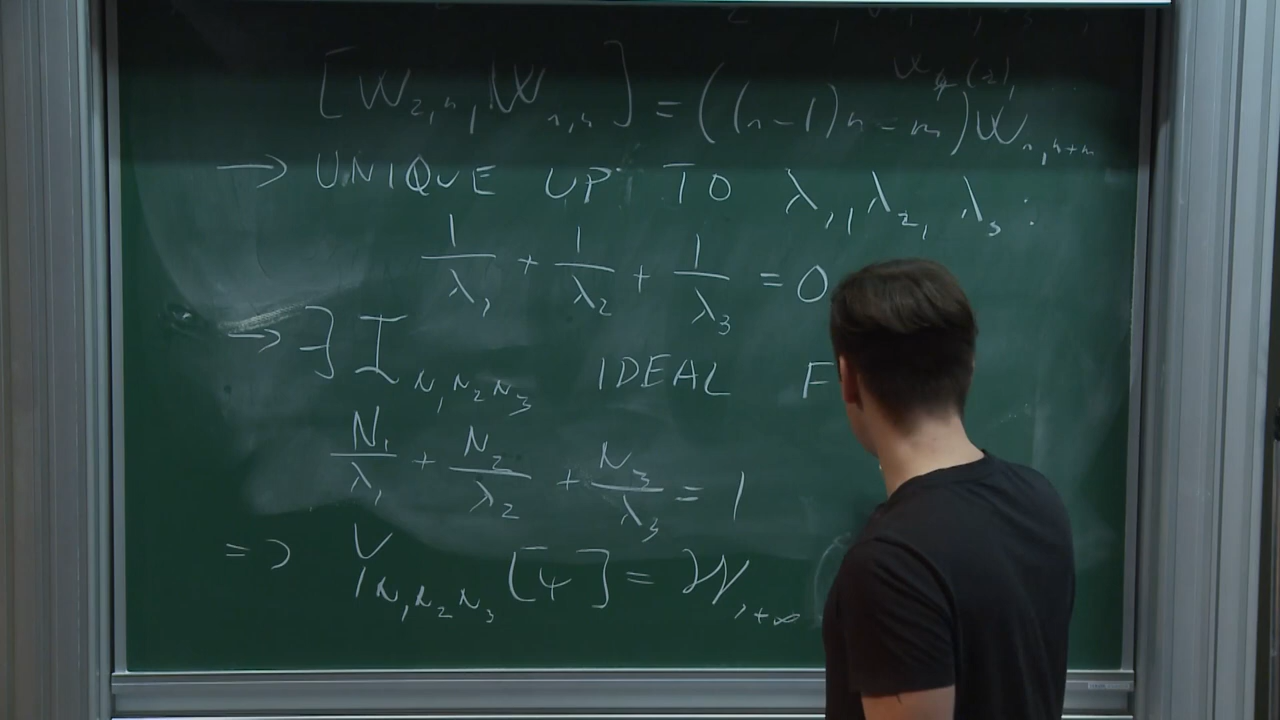 [W_{2,n}, W_{n,n}] = ((n-1)n - m) W_{n,n+m}
→ UNIQUE UP TO λ_1, λ_2, λ_3 :
1/λ_1 + 1/λ_2 + 1/λ_3 = 0
→ ∃ I_{N_1 N_2 N_3} IDEAL F
N_1/λ_1 + N_2/λ_2 + N_3/λ_3 = 1
⇒ V_{1 N_1 N_2 N_3} [Ψ] = W_{1+∞}